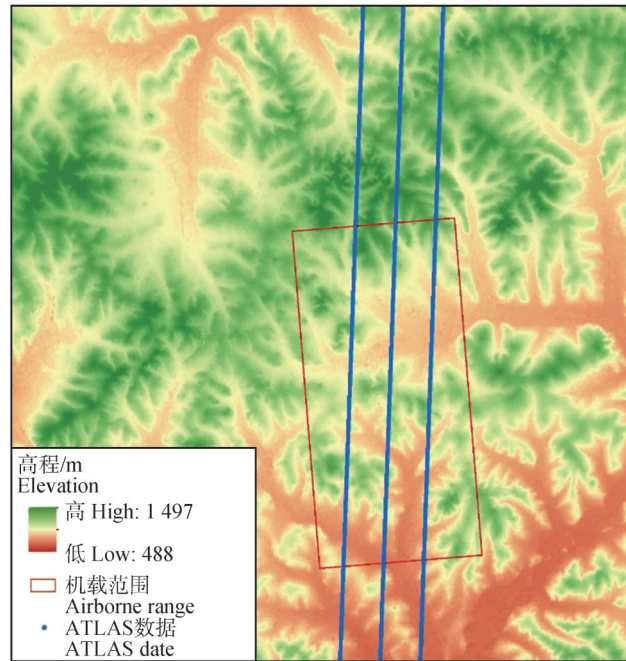 高程/m
Elevation
高 High: 1 497
低 Low: 488
机载范围
Airborne range
ATLAS数据
ATLAS date